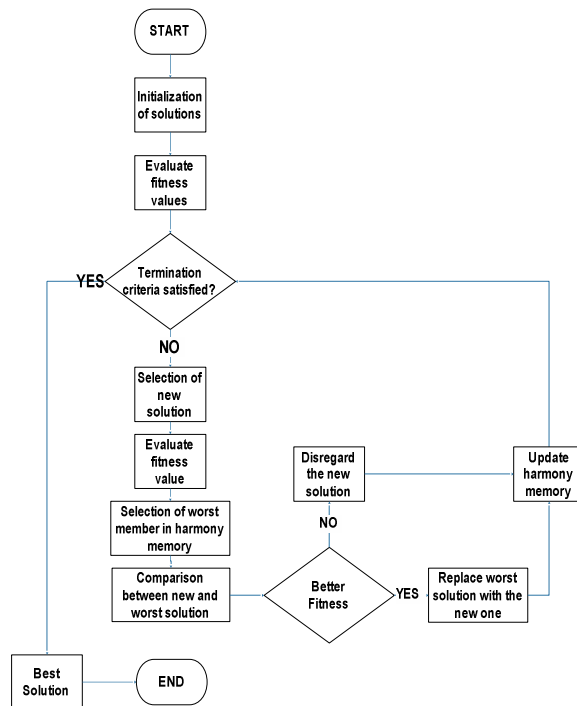 START
Initialization
of solutions
Evaluate
fitness
values
YES
Termination
criteria satisfied?
NO
Selection of
new
solution
Evaluate
fitness
value
Disregard
the new
solution
Update
harmony
memory
Selection of worst
member in harmony
memory
NO
Comparison
between new and
worst solution
Better
Fitness
YES
Replace worst
solution with the
new one
Best
Solution
END